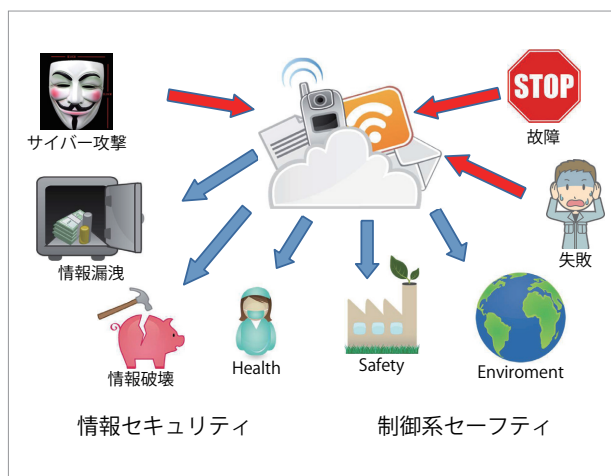 サイバー攻撃
STOP
故障
情報漏洩
失敗
情報破壊
Health
Safety
Enviroment
情報セキュリティ
制御系セーフティ